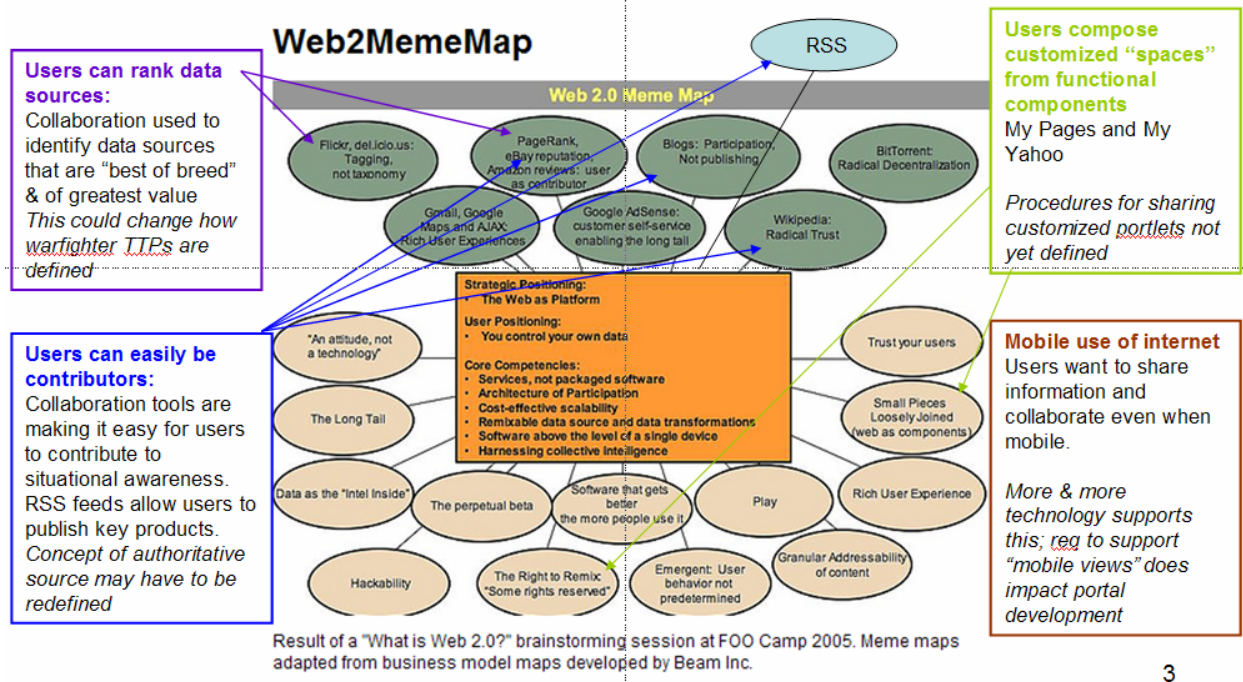 Web2MemeMap
RSS
Web 2.0 Meme Map
Users can rank data
sources:
Collaboration used to
identify data sources
that are “best of breed”
& of greatest value
This could change how
warfighter TTPs are
defined
Users can easily be
contributors:
Collaboration tools are
making it easy for users
to contribute to
situational awareness.
RSS feeds allow users to
publish key products.
Concept of authoritative
source may have to be
redefined
Flickr, del.icio.us:
Tagging,
not taxonomy
PageRank,
eBay reputation,
Amazon reviews: user
as contributor
Blogs: Participation,
Not publishing
BitTorrent:
Radical Decentralization
Gmail, Google
Maps and AJAX:
Rich User Experiences
Google AdSense:
customer self-service
enabling the long tail
Wikipedia:
Radical Trust
Strategic Positioning:
• The Web as Platform
User Positioning:
• You control your own data
Core Competencies:
• Services, not packaged software
• Architecture of Participation
• Cost-effective scalability
• Remixable data source and data transformations
• Software above the level of a single device
• Harnessing collective intelligence
"An attitude, not
a technology"
The Long Tail
Data as the "Intel Inside"
The perpetual beta
Software that gets
better
the more people use it
Play
Trust your users
Small Pieces
Loosely Joined
(web as components)
Rich User Experience
Hackability
The Right to Remix
"Some rights reserved"
Emergent: User
behavior not
predetermined
Granular Addressability
of content
Users compose
customized “spaces”
from functional
components
My Pages and My
Yahoo
Procedures for sharing
customized portlets not
yet defined
Mobile use of internet
Users want to share
information and
collaborate even when
mobile.
More & more
technology supports
this; req to support
“mobile views” does
impact portal
development
Result of a "What is Web 2.0?" brainstorming session at FOO Camp 2005. Meme maps
adapted from business model maps developed by Beam Inc.
3